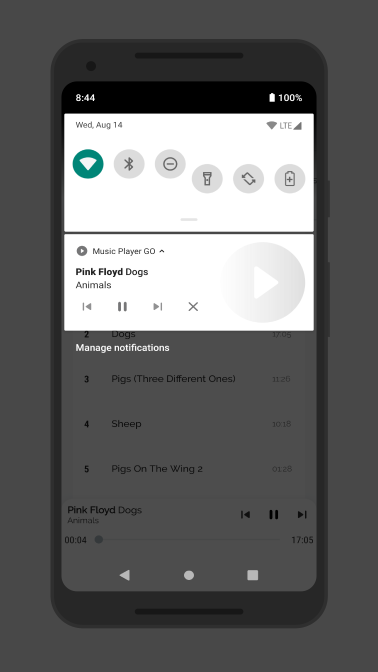 8:44
100%
Wed, Aug 14
LTE
Music Player GO
Pink Floyd Dogs
Animals
2 Dogs 17:05
Manage notifications
3 Pigs (Three Different Ones) 11:26
4 Sheep 10:18
5 Pigs On The Wing 2 01:26
Pink Floyd Dogs
Animals
00:04
17:05